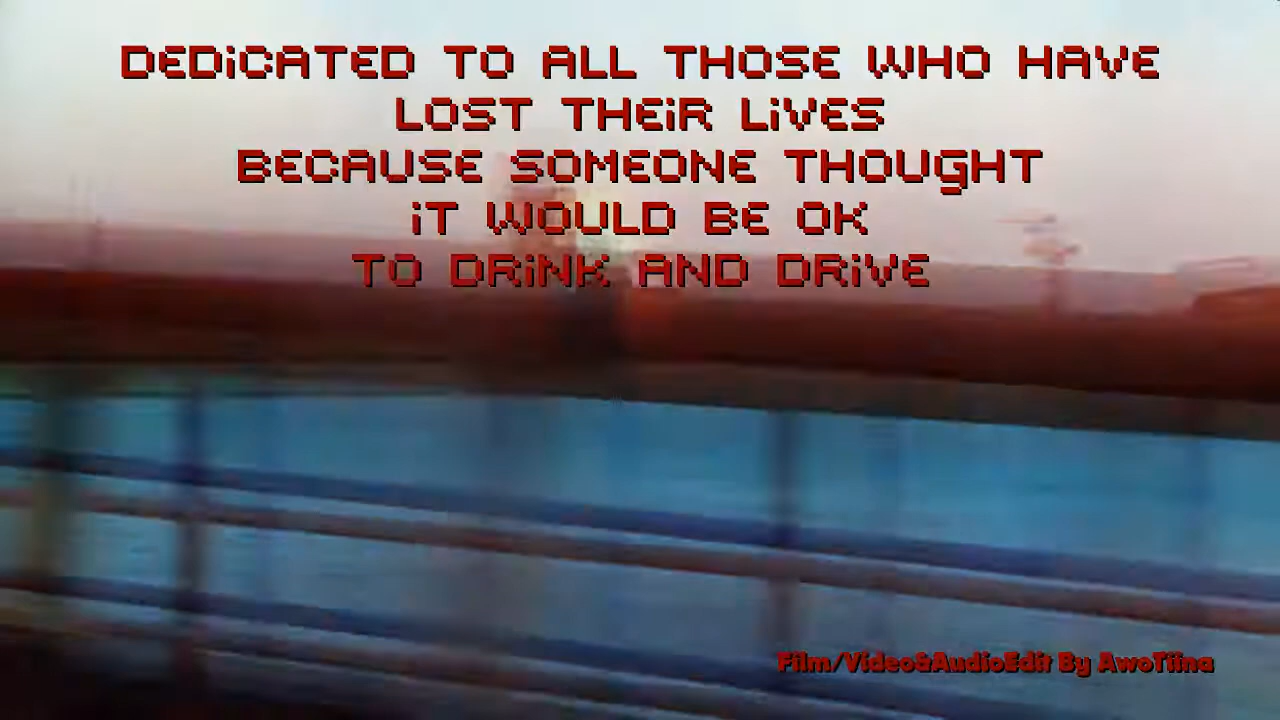 DEDiCATED TO ALL THOSE WHO HAVE
LOST THEiR LiVES
BECAUSE SOMEONE THOUGHT
iT WOULD BE OK
TO DRiNK AND DRiVE
Film/Video&AudioEdit By AwoTiina